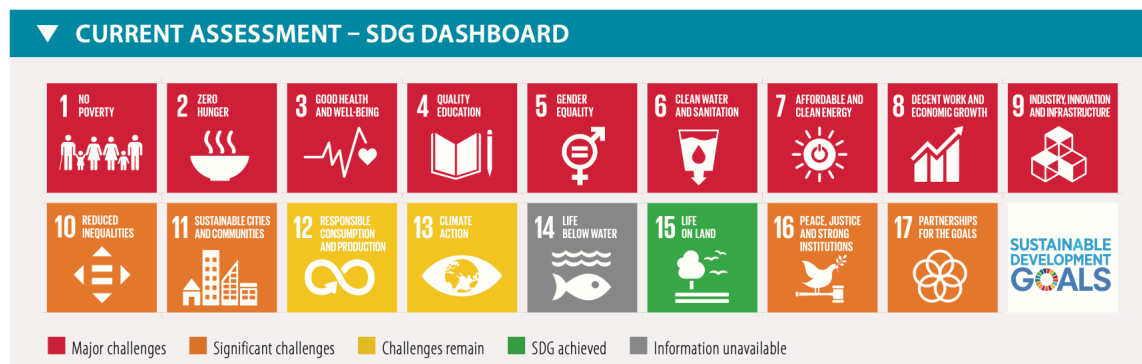 CURRENT ASSESSMENT – SDG DASHBOARD
1 NO
POVERTY
2 ZERO
HUNGER
3 GOOD HEALTH
AND WELL-BEING
4 QUALITY
EDUCATION
5 GENDER
EQUALITY
6 CLEAN WATER
AND SANITATION
7 AFFORDABLE AND
CLEAN ENERGY
8 DECENT WORK AND
ECONOMIC GROWTH
9 INDUSTRY, INNOVATION
AND INFRASTRUCTURE
10 REDUCED
INEQUALITIES
11 SUSTAINABLE CITIES
AND COMMUNITIES
12 RESPONSIBLE
CONSUMPTION
AND PRODUCTION
13 CLIMATE
ACTION
14 LIFE
BELOW WATER
15 LIFE
ON LAND
16 PEACE, JUSTICE
AND STRONG
INSTITUTIONS
17 PARTNERSHIPS
FOR THE GOALS
SUSTAINABLE
DEVELOPMENT
GOALS
Major challenges
Significant challenges
Challenges remain
SDG achieved
Information unavailable